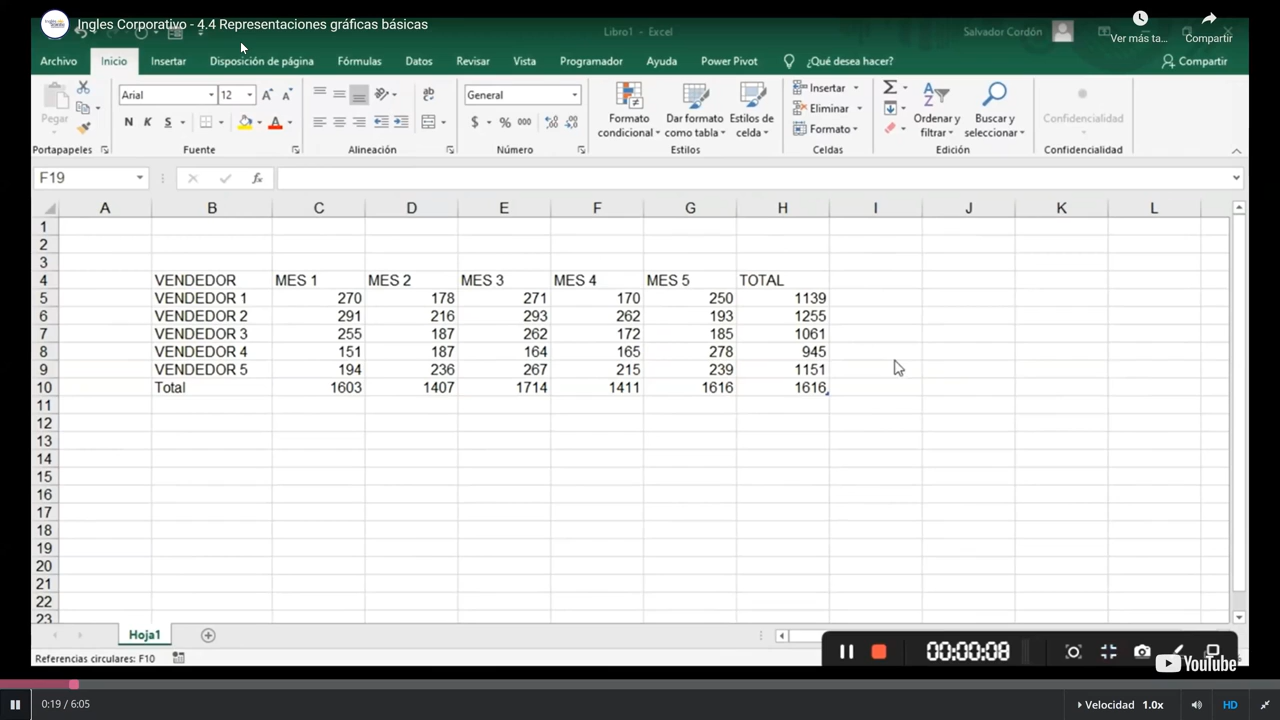 Ingles Corporativo - 4.4 Representaciones gráficas básicas
Libro1 - Excel
Salvador Cordón
Ver más ta...
Compartir
Archivo Inicio Insertar Disposición de página Fórmulas Datos Revisar Vista Programador Ayuda Power Pivot ¿Qué desea hacer? Compartir
Pegar
Arial 12
N K S
General
$ % 000
Formato condicional
Dar formato como tabla
Estilos de celda
Insertar
Eliminar
Formato
Ordenar y filtrar
Buscar y seleccionar
Confidencialidad
Portapapeles Fuente Alineación Número Estilos Celdas Edición Confidencialidad
F19 fx
A B C D E F G H I J K L
1
2
3
4 VENDEDOR MES 1 MES 2 MES 3 MES 4 MES 5 TOTAL
5 VENDEDOR 1 270 178 271 170 250 1139
6 VENDEDOR 2 291 216 293 262 193 1255
7 VENDEDOR 3 255 187 262 172 185 1061
8 VENDEDOR 4 151 187 164 165 278 945
9 VENDEDOR 5 194 236 267 215 239 1151
10 Total 1603 1407 1714 1411 1616 1616
11
12
13
14
15
16
17
18
19
20
21
22
23
Hoja1
Referencias circulares: F10
00:00:08
YouTube
0:19 / 6:05
Velocidad 1.0x
HD